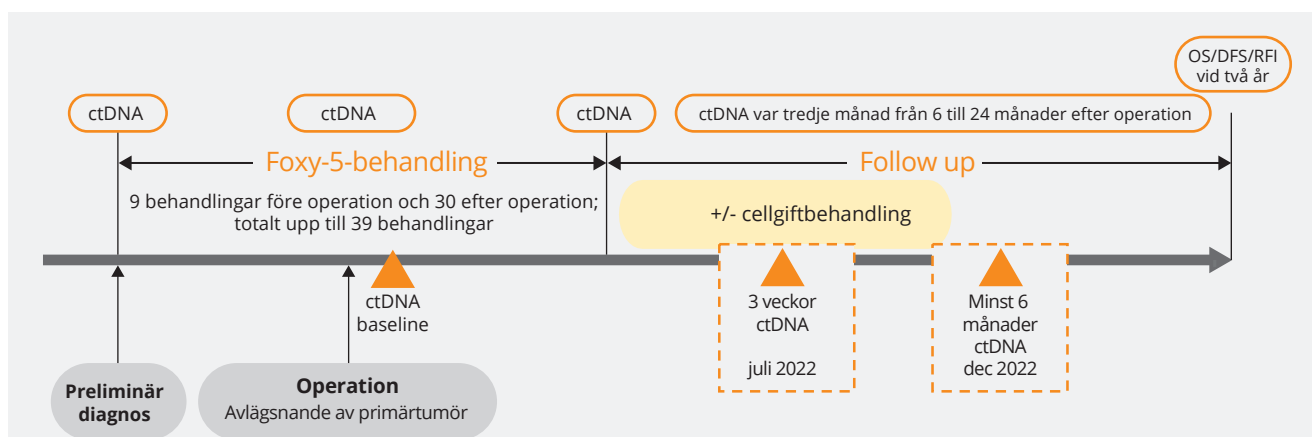 OS/DFS/RFI
vid två år
ctDNA
ctDNA
ctDNA
ctDNA var tredje månad från 6 till 24 månader efter operation
Foxy-5-behandling
Follow up
9 behandlingar före operation och 30 efter operation;
totalt upp till 39 behandlingar
+/- cellgiftbehandling
ctDNA
baseline
3 veckor
ctDNA
juli 2022
Minst 6
månader
ctDNA
dec 2022
Preliminär
diagnos
Operation
Avlägsnande av primärtumör